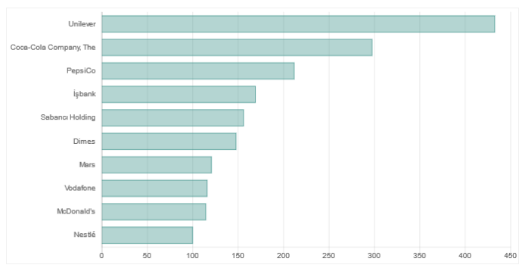 Unilever
Coca-Cola Company, The
PepsiCo
İşbank
Sabancı Holding
Dimes
Mars
Vodafone
McDonald's
Nestlé
0 50 100 150 200 250 300 350 400 450